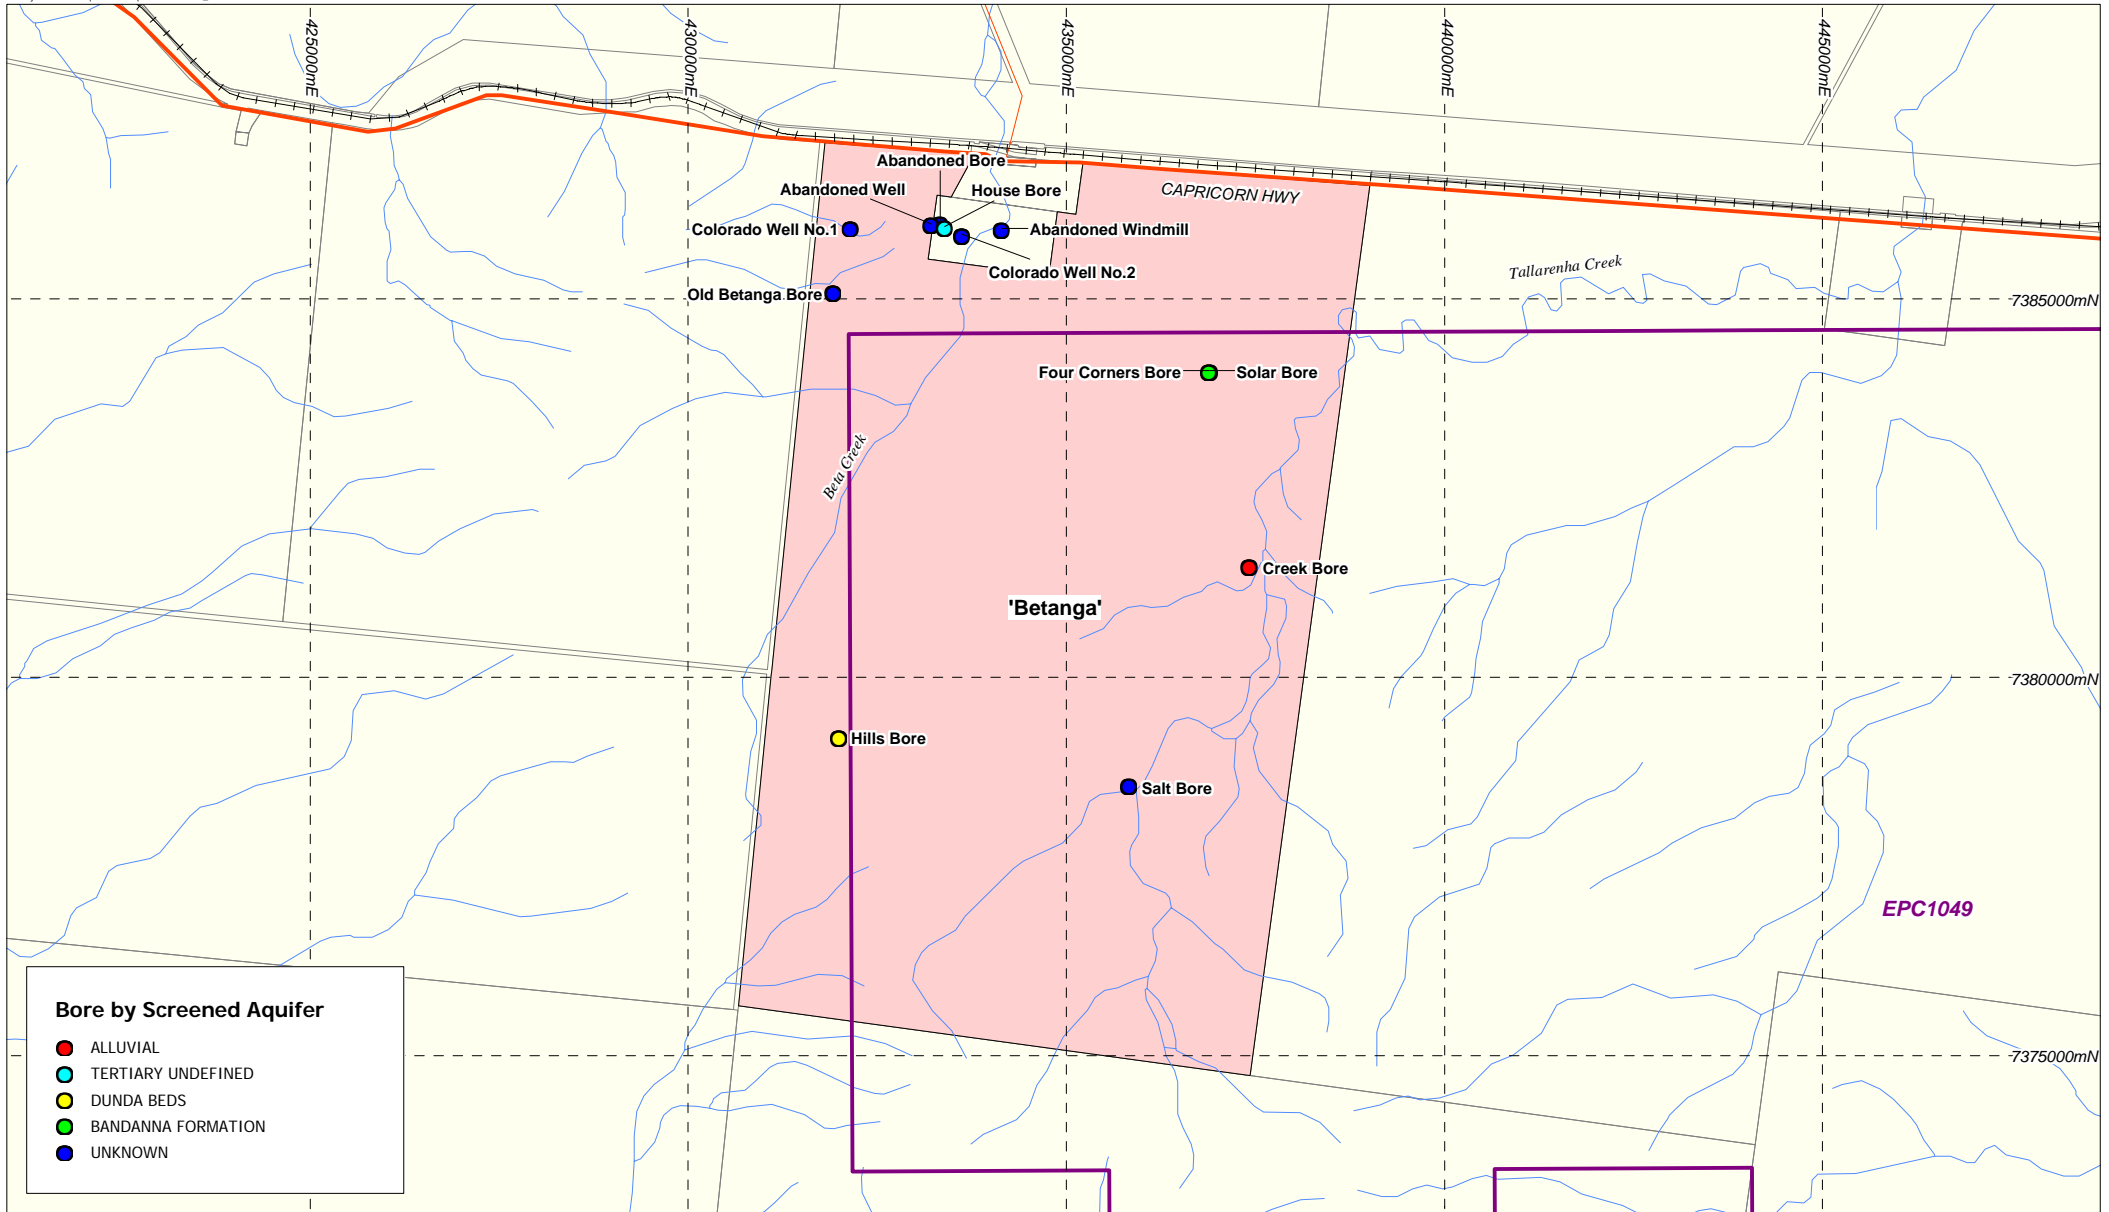 425000mE
430000mE
435000mE
440000mE
445000mE
Abandoned Bore
Abandoned Well
House Bore
CAPRICORN HWY
Colorado Well No.1
Abandoned Windmill
Colorado Well No.2
Tallarenha Creek
Old Betanga Bore
7385000mN
Four Corners Bore
Solar Bore
Beta Creek
Creek Bore
'Betanga'
7380000mN
Hills Bore
Salt Bore
EPC1049
Bore by Screened Aquifer
ALLUVIAL
TERTIARY UNDEFINED
DUNDA BEDS
BANDANNA FORMATION
UNKNOWN
7375000mN